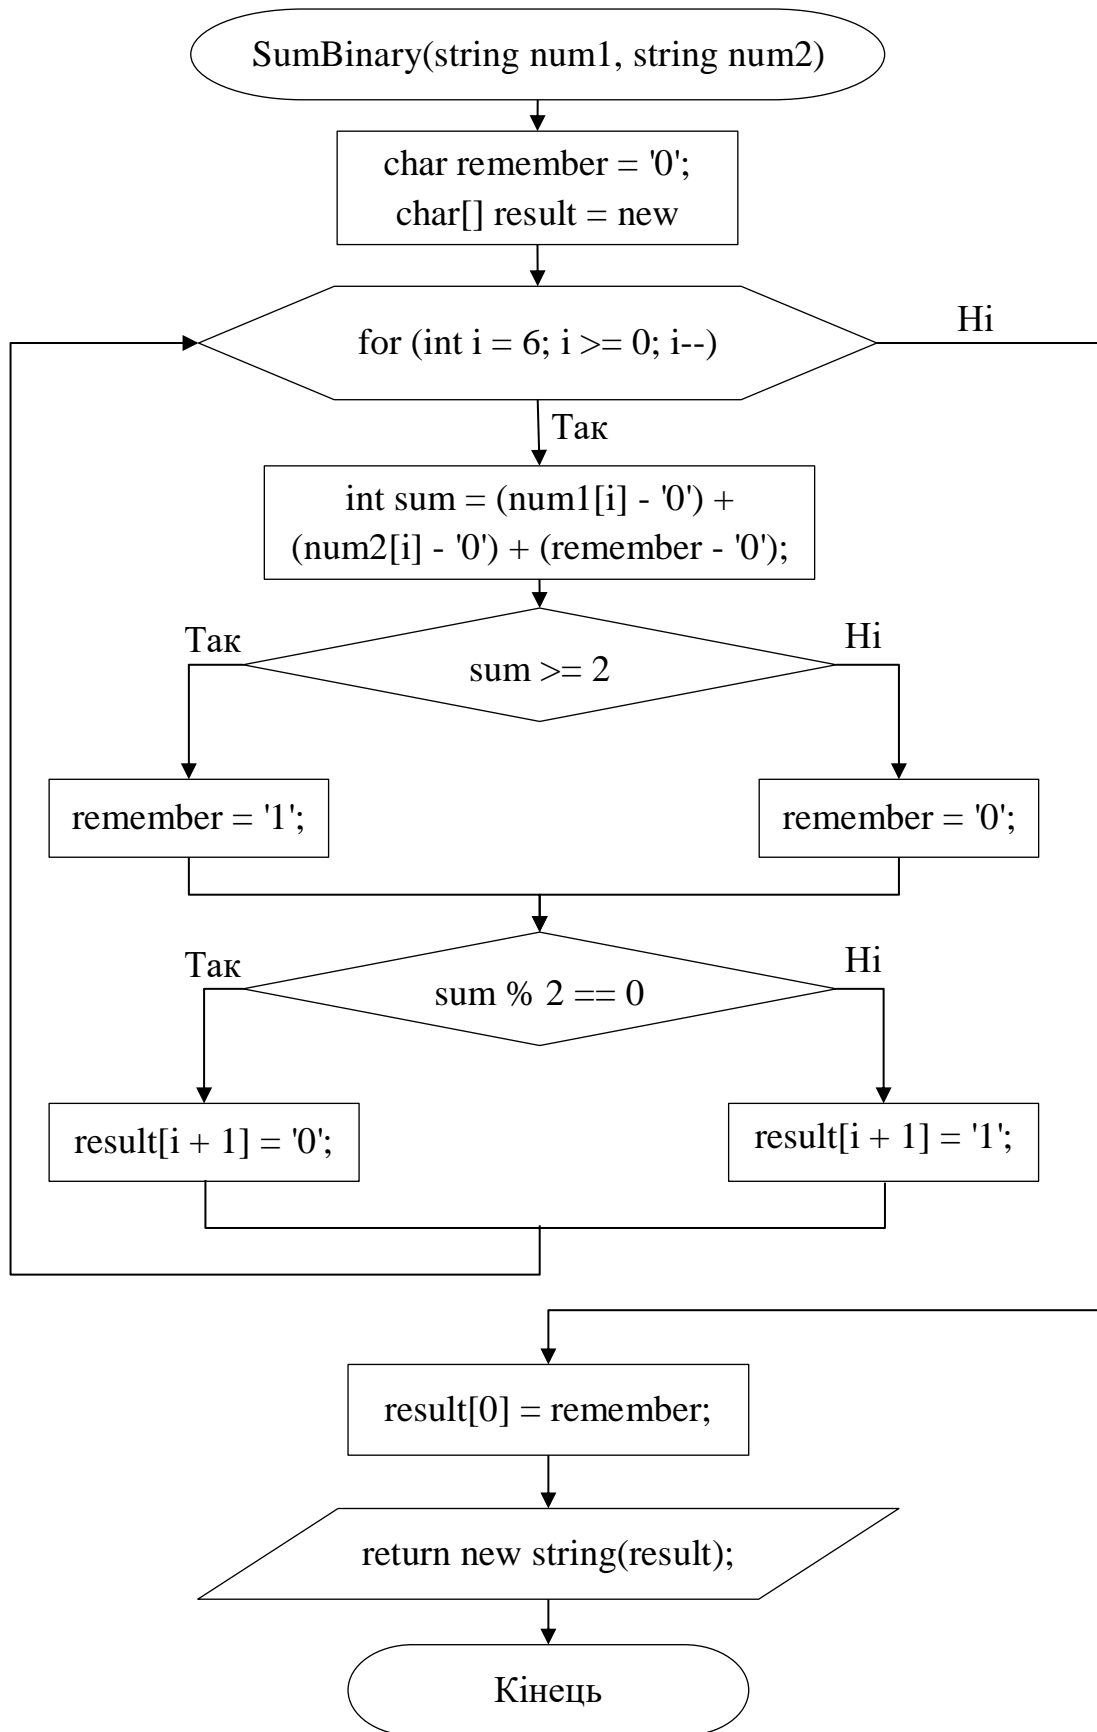 SumBinary(string num1, string num2)
char remember = '0';
char[] result = new
for (int i = 6; i >= 0; i--)
Ні
Так
int sum = (num1[i] - '0') +
(num2[i] - '0') + (remember - '0');
Так
Ні
sum >= 2
remember = '1';
remember = '0';
Так
Ні
sum % 2 == 0
result[i + 1] = '0';
result[i + 1] = '1';
result[0] = remember;
return new string(result);
Кінець